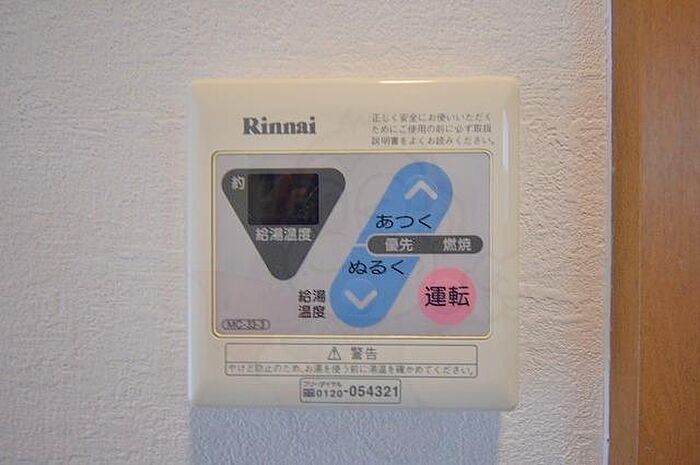 Rinnai
正しく安全にお使いいただく
ためにご使用の前に必ず取扱
説明書をよくお読みください。
約
給湯温度
あつく
優先 燃焼
ぬるく
給湯
温度
運転
MC-33-3
⚠ 警告
やけど防止のため、お湯を使う前に湯温を確かめてください。
フリーダイヤル
0120-054321